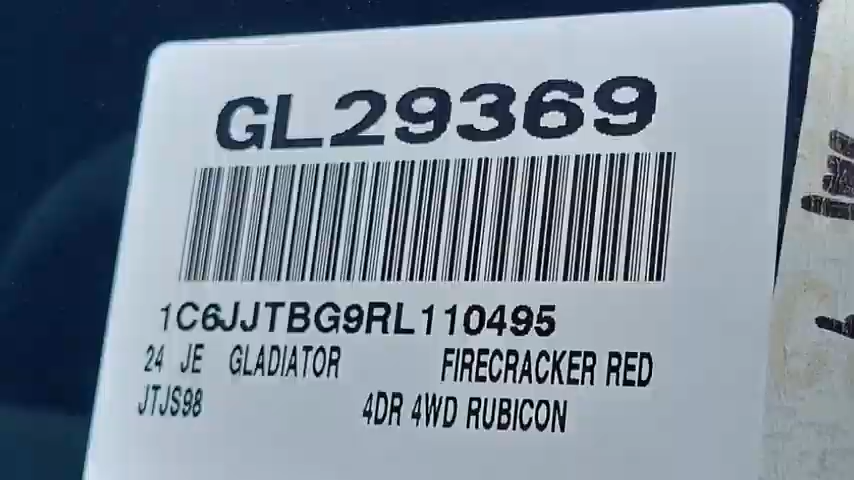 GL29369
1C6JJTBG9RL110495
24 JE GLADIATOR FIRECRACKER RED
JTJS98 4DR 4WD RUBICON